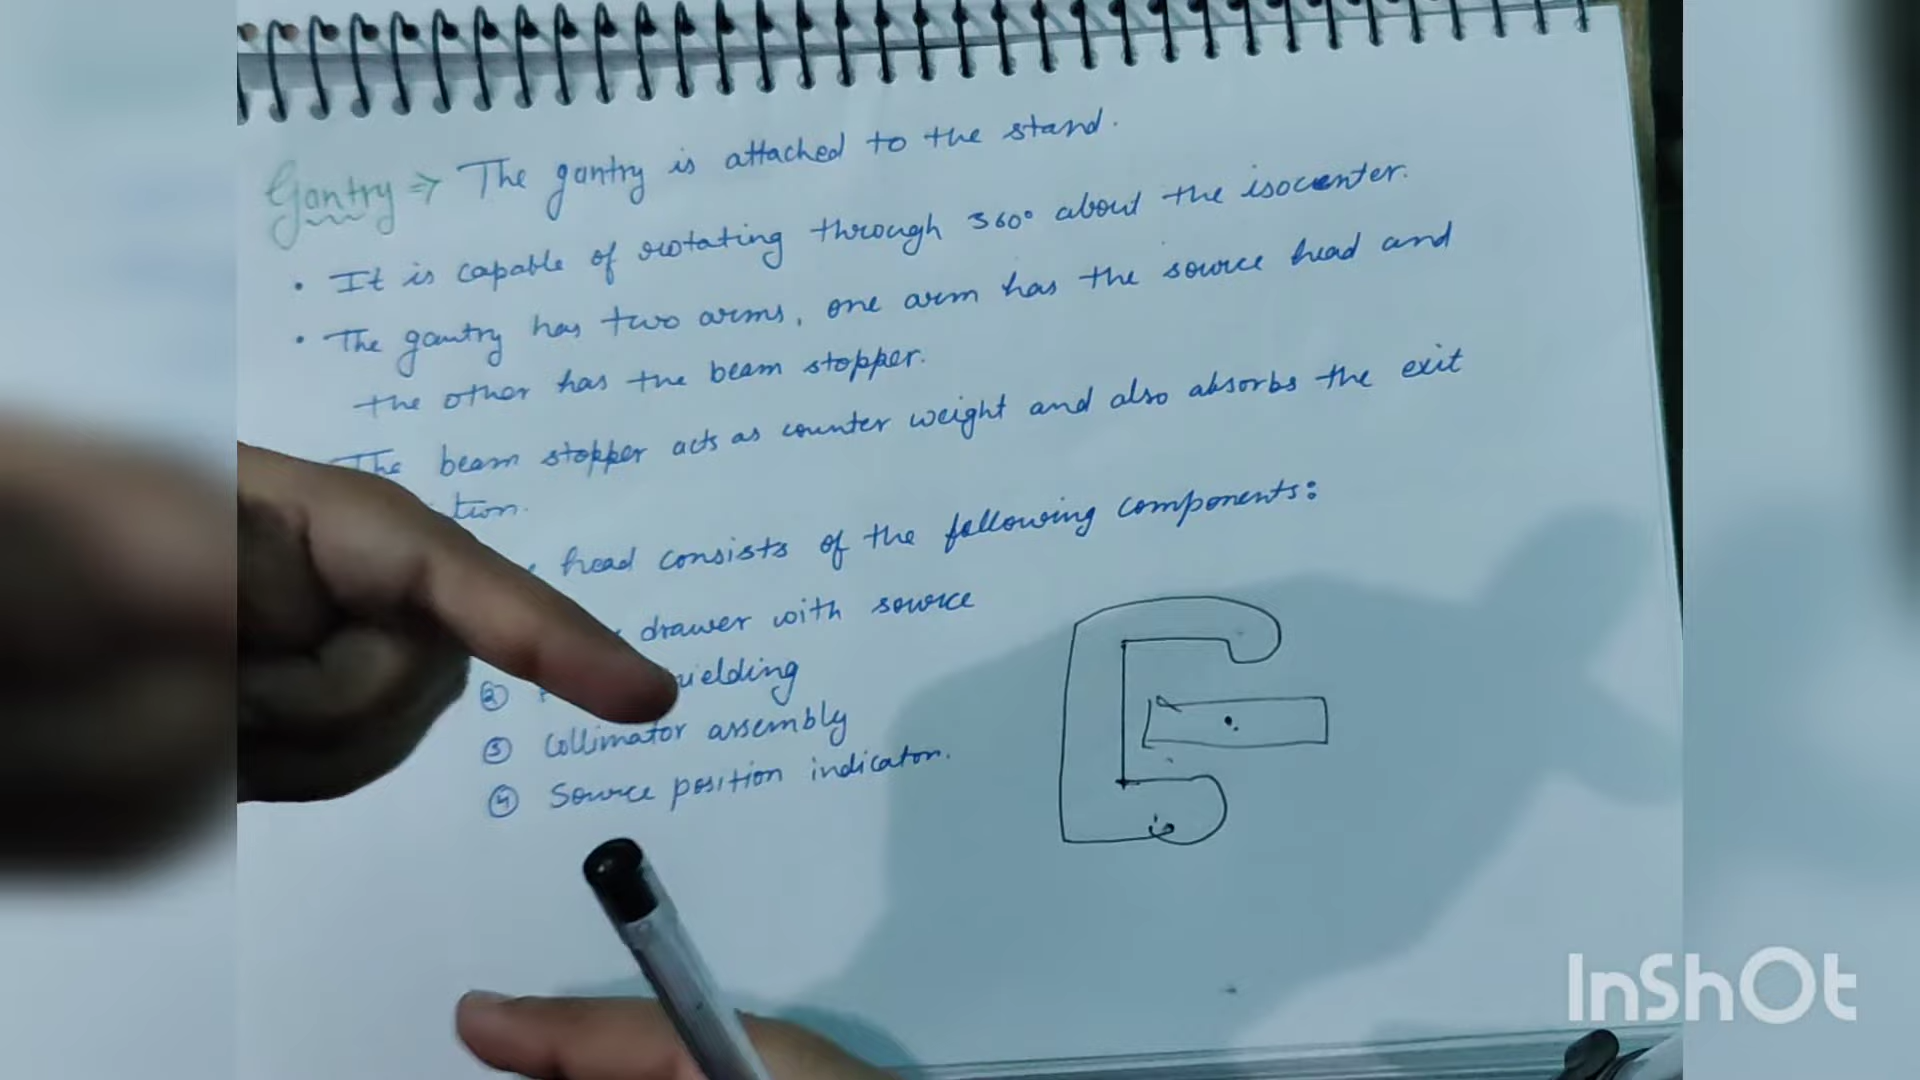 Gantry ⇒ The gantry is attached to the stand.
• It is capable of rotating through 360° about the isocenter.
• The gantry has two arms, one arm has the source head and
the other has the beam stopper.
The beam stopper acts as counter weight and also absorbs the exit
tion.
head consists of the following components:
drawer with source
② ielding
③ Collimator assembly
④ Source position indicator.
InShOt